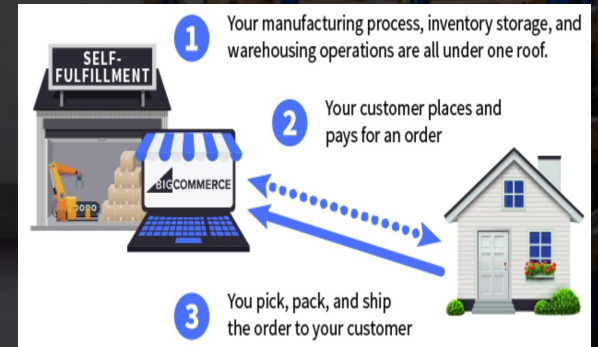 SELF-
FULFILLMENT
1
Your manufacturing process, inventory storage, and
warehousing operations are all under one roof.
BIGCOMMERCE
2
Your customer places and
pays for an order
3
You pick, pack, and ship
the order to your customer